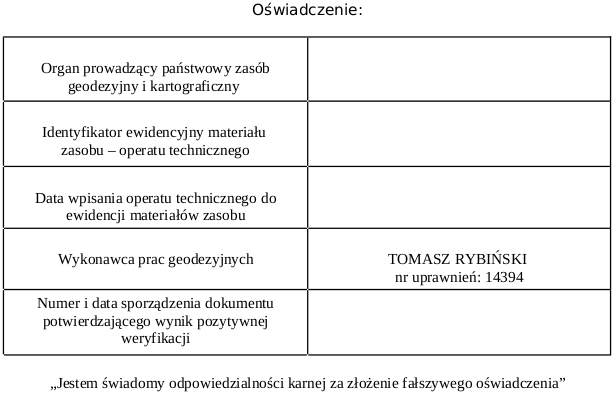 Oświadczenie:
Organ prowadzący państwowy zasób
geodezyjny i kartograficzny
Identyfikator ewidencyjny materiału
zasobu – operatu technicznego
Data wpisania operatu technicznego do
ewidencji materiałów zasobu
Wykonawca prac geodezyjnych
TOMASZ RYBIŃSKI
nr uprawnień: 14394
Numer i data sporządzenia dokumentu
potwierdzającego wynik pozytywnej
weryfikacji
„Jestem świadomy odpowiedzialności karnej za złożenie fałszywego oświadczenia”